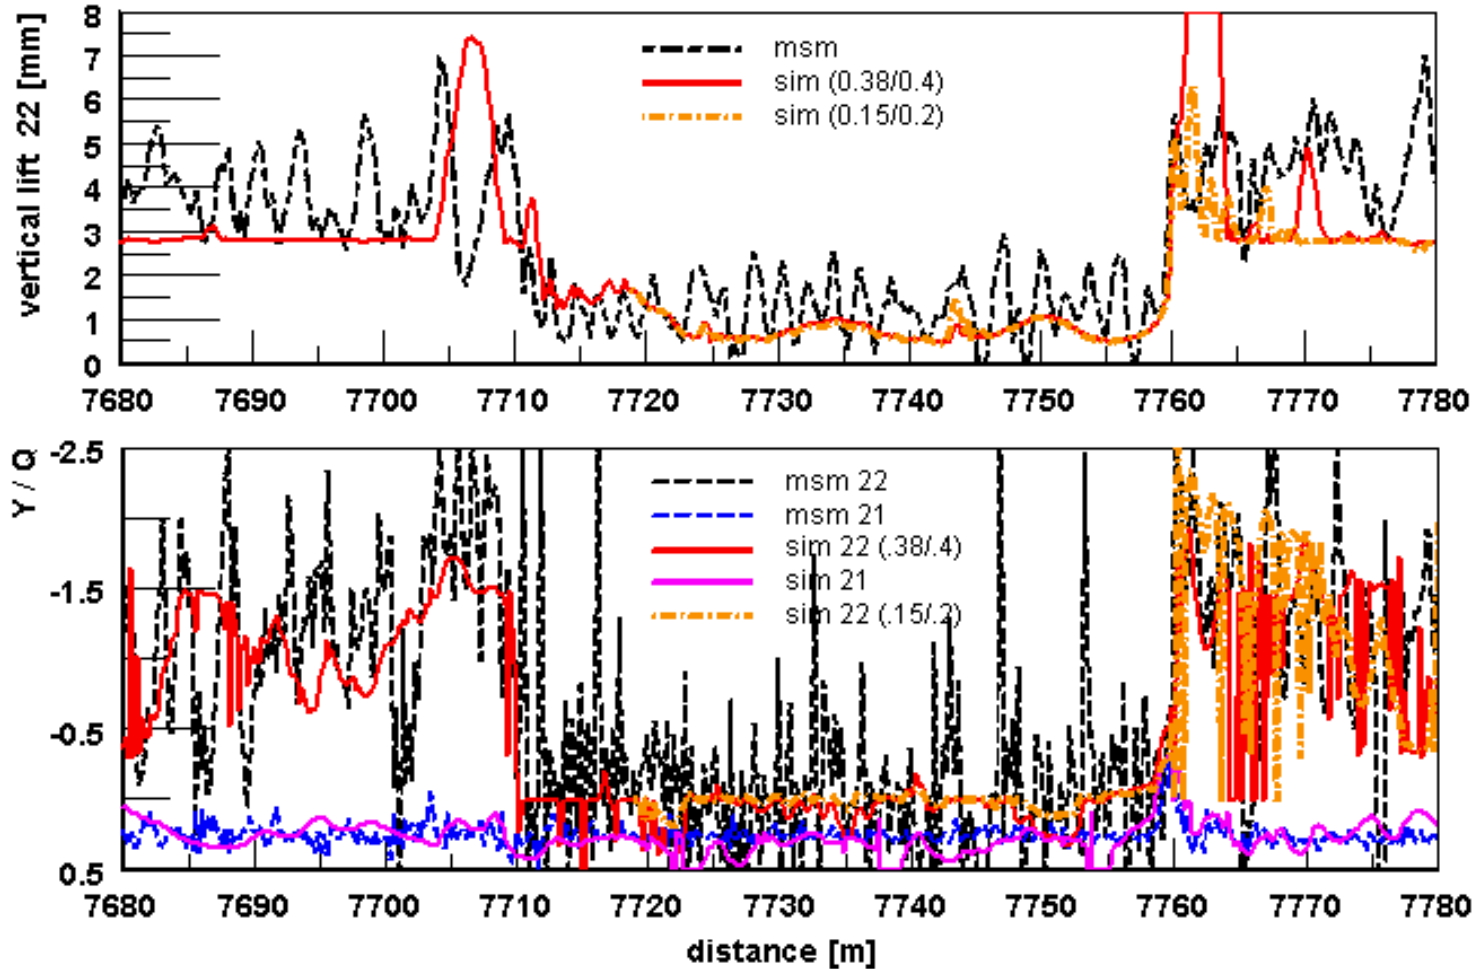 vertical lift 22 [mm]
8
7
6
5
4
3
2
1
0
msm
sim (0.38/0.4)
sim (0.15/0.2)
7680 7690 7700 7710 7720 7730 7740 7750 7760 7770 7780
Y / Q
-2.5
-1.5
-0.5
0.5
msm 22
msm 21
sim 22 (.38/.4)
sim 21
sim 22 (.15/.2)
7680 7690 7700 7710 7720 7730 7740 7750 7760 7770 7780
distance [m]